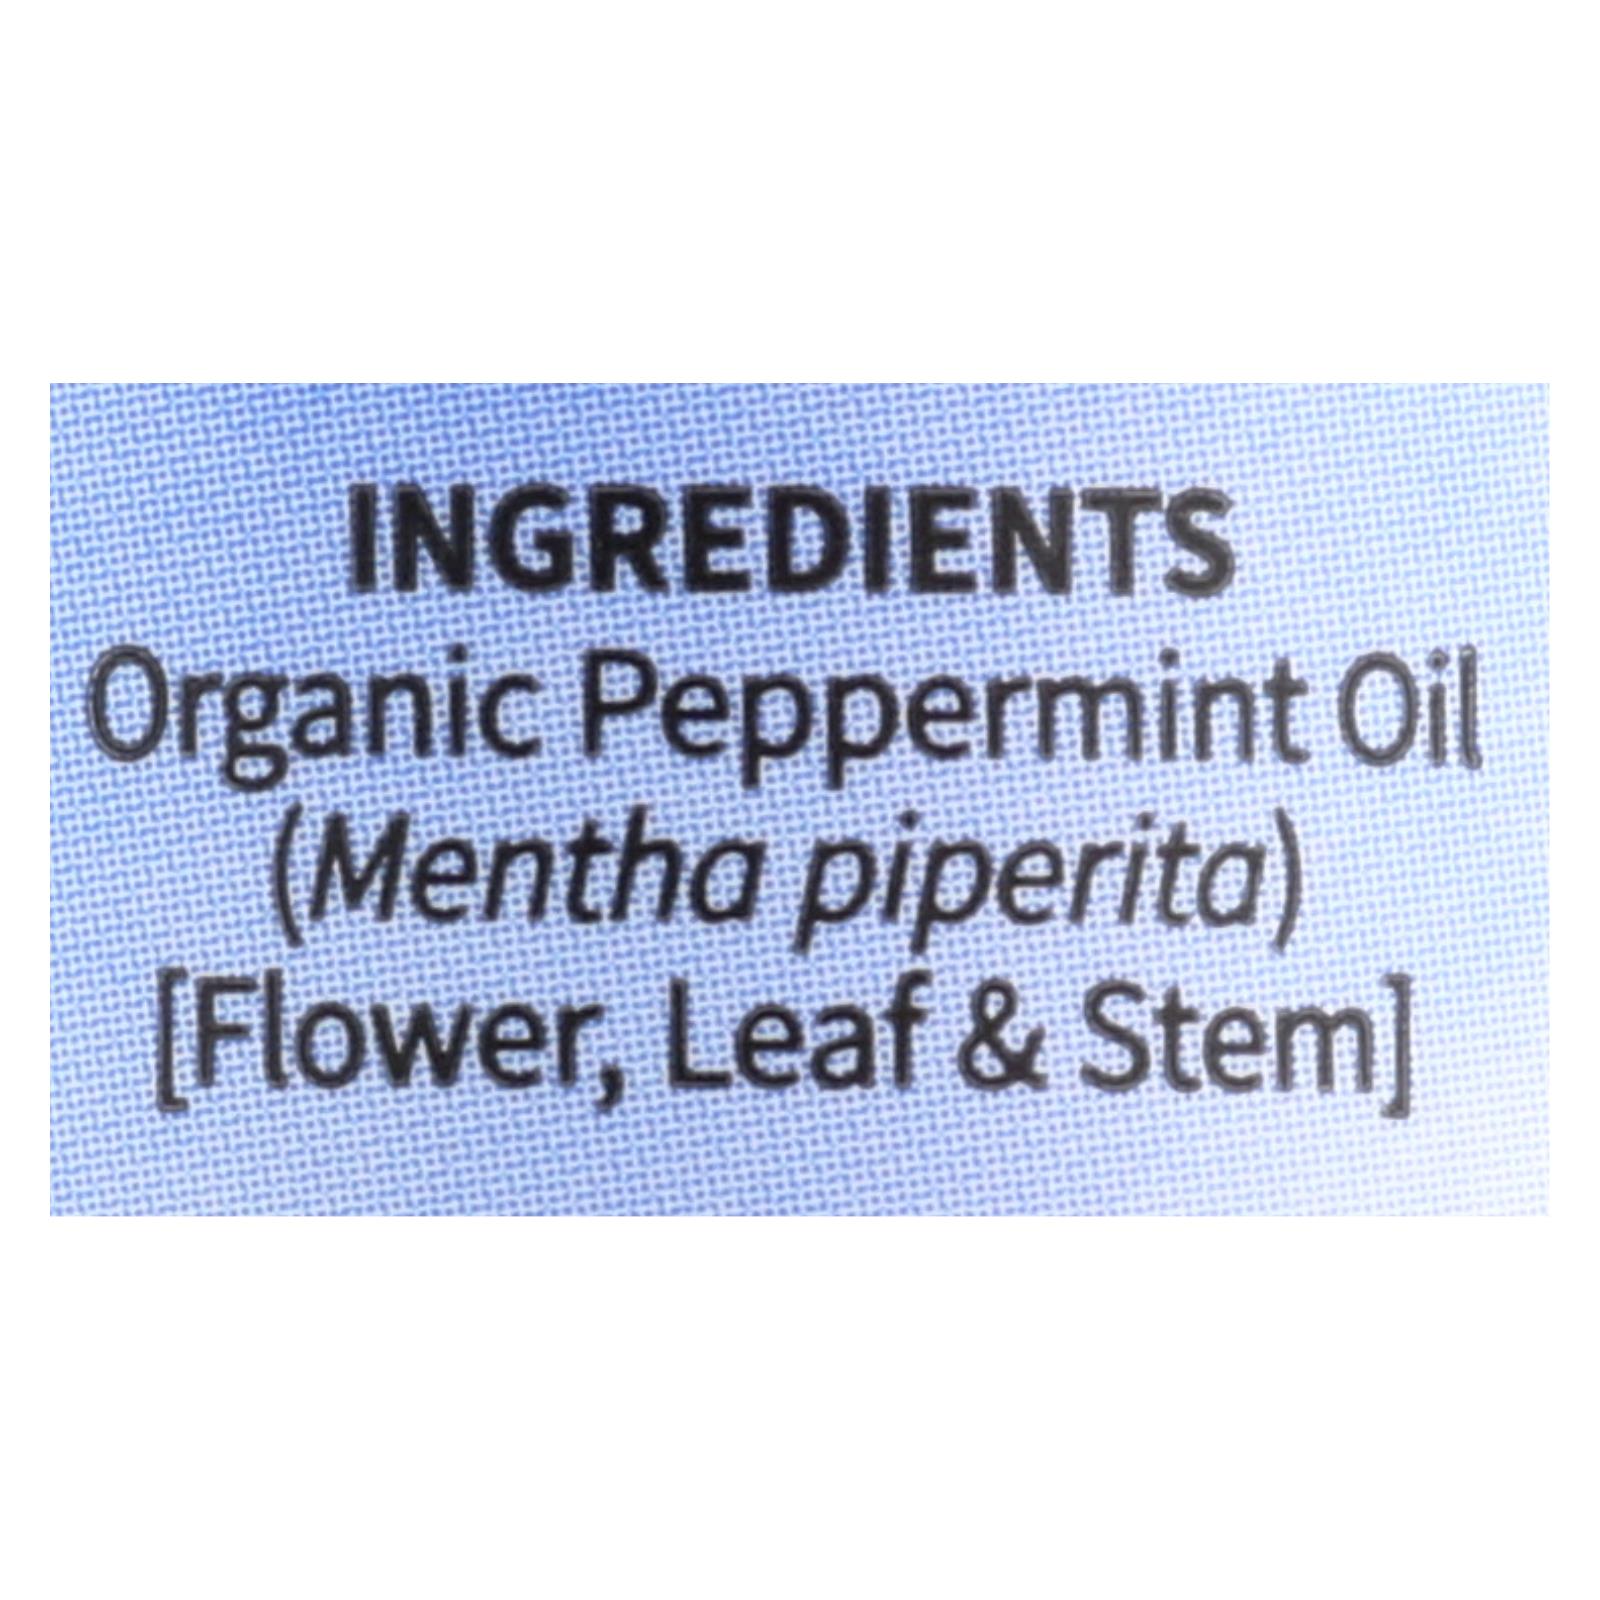 INGREDIENTS
Organic Peppermint Oil
(Mentha piperita)
[Flower, Leaf & Stem]